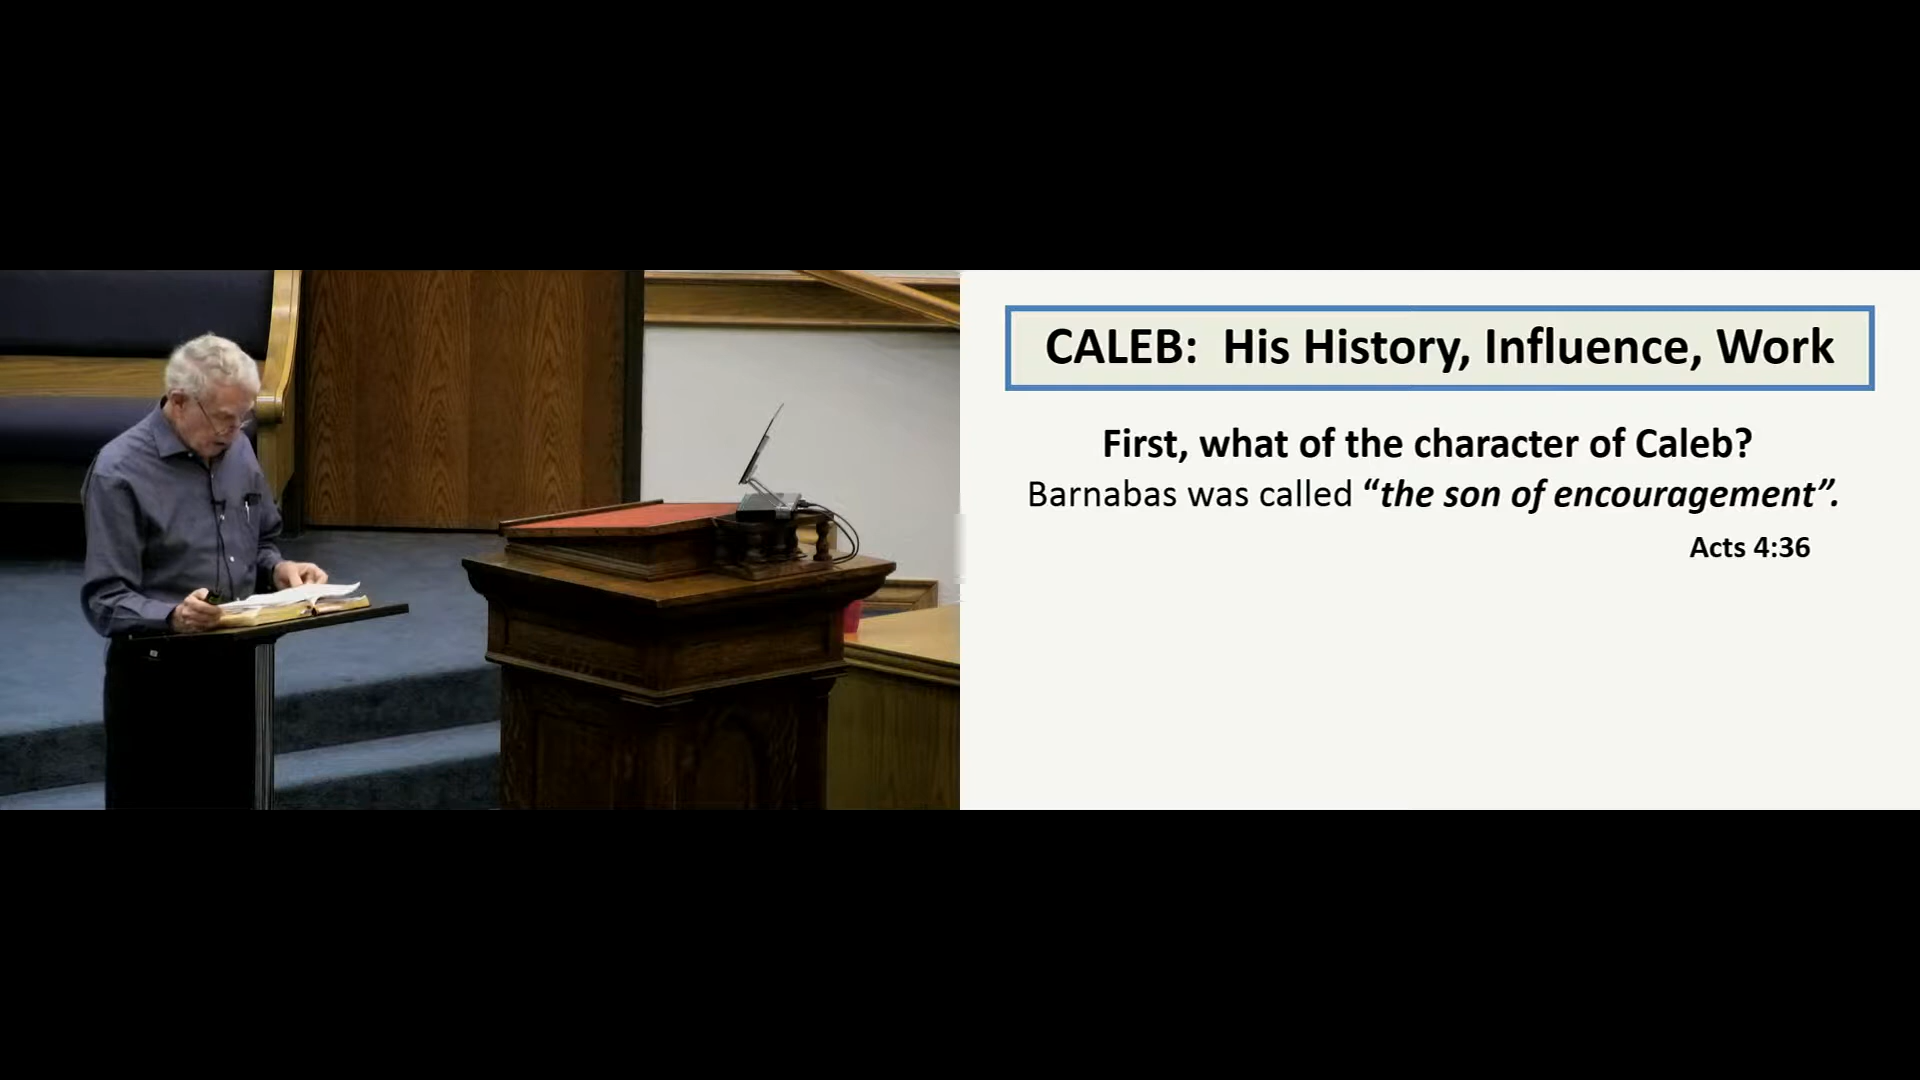 CALEB:  His History, Influence, Work
First, what of the character of Caleb?
Barnabas was called “the son of encouragement”.
Acts 4:36